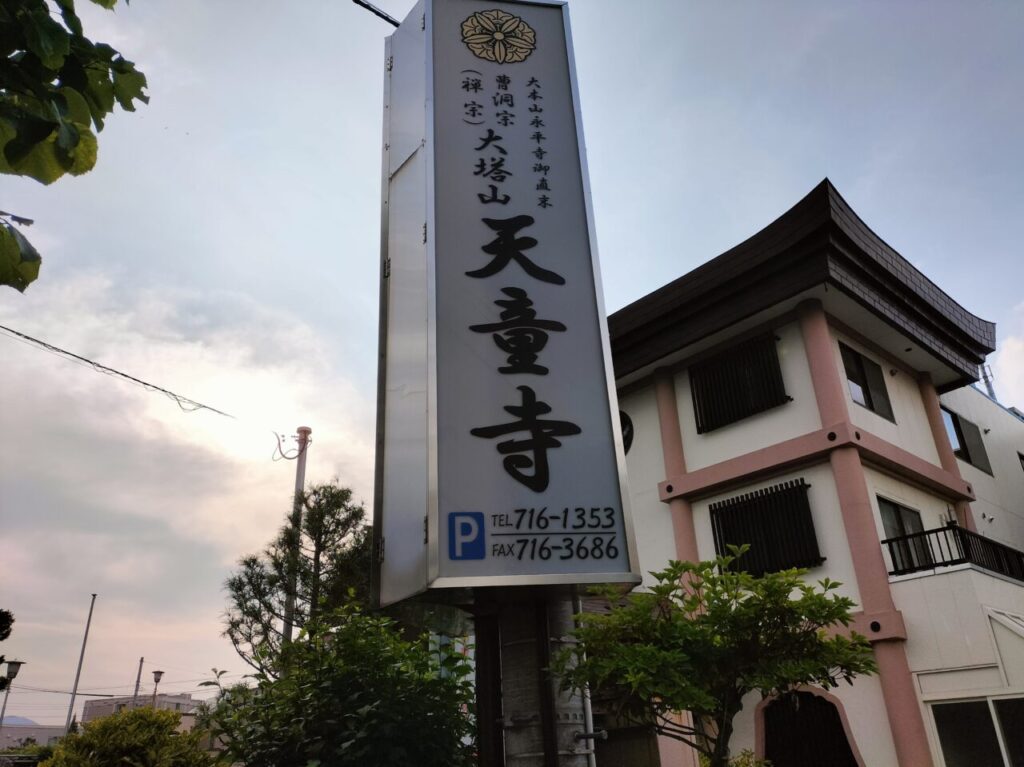 大本山永平寺御直末
曹洞宗
(禅宗)
大塔山
天童寺
P
TEL716-1353
FAX716-3686